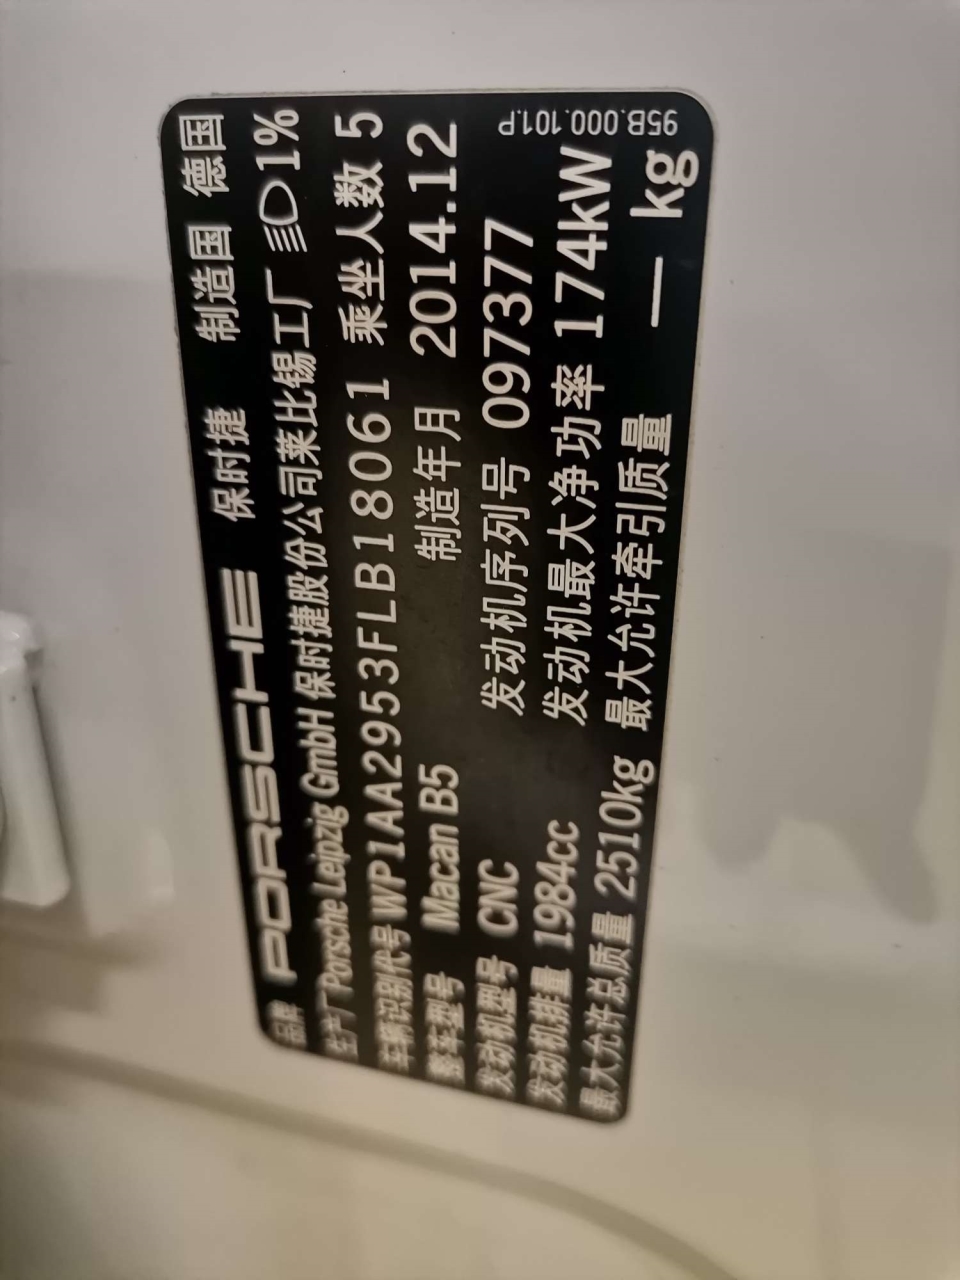 品牌 PORSCHE 保时捷 制造国 德国
生产厂 Porsche Leipzig GmbH 保时捷股份公司莱比锡工厂 1%
车辆识别代号 WP1AA2953FLB18061 乘坐人数 5
整车型号 Macan B5 制造年月 2014.12
发动机型号 CNC 发动机序列号 097377
发动机排量 1984cc 发动机最大净功率 174kW
最大允许总质量 2510kg 最大允许牵引质量 — kg
95B.000.101.P